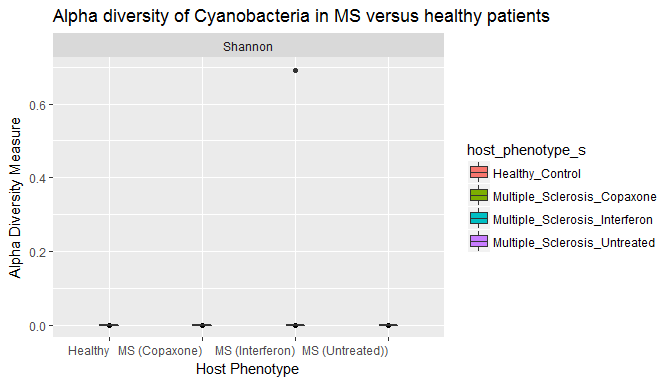 Alpha diversity of Cyanobacteria in MS versus healthy patients
Shannon
Alpha Diversity Measure
0.6
0.4
0.2
0.0
Healthy MS (Copaxone) MS (Interferon) MS (Untreated))
Host Phenotype
host_phenotype_s
Healthy_Control
Multiple_Sclerosis_Copaxone
Multiple_Sclerosis_Interferon
Multiple_Sclerosis_Untreated